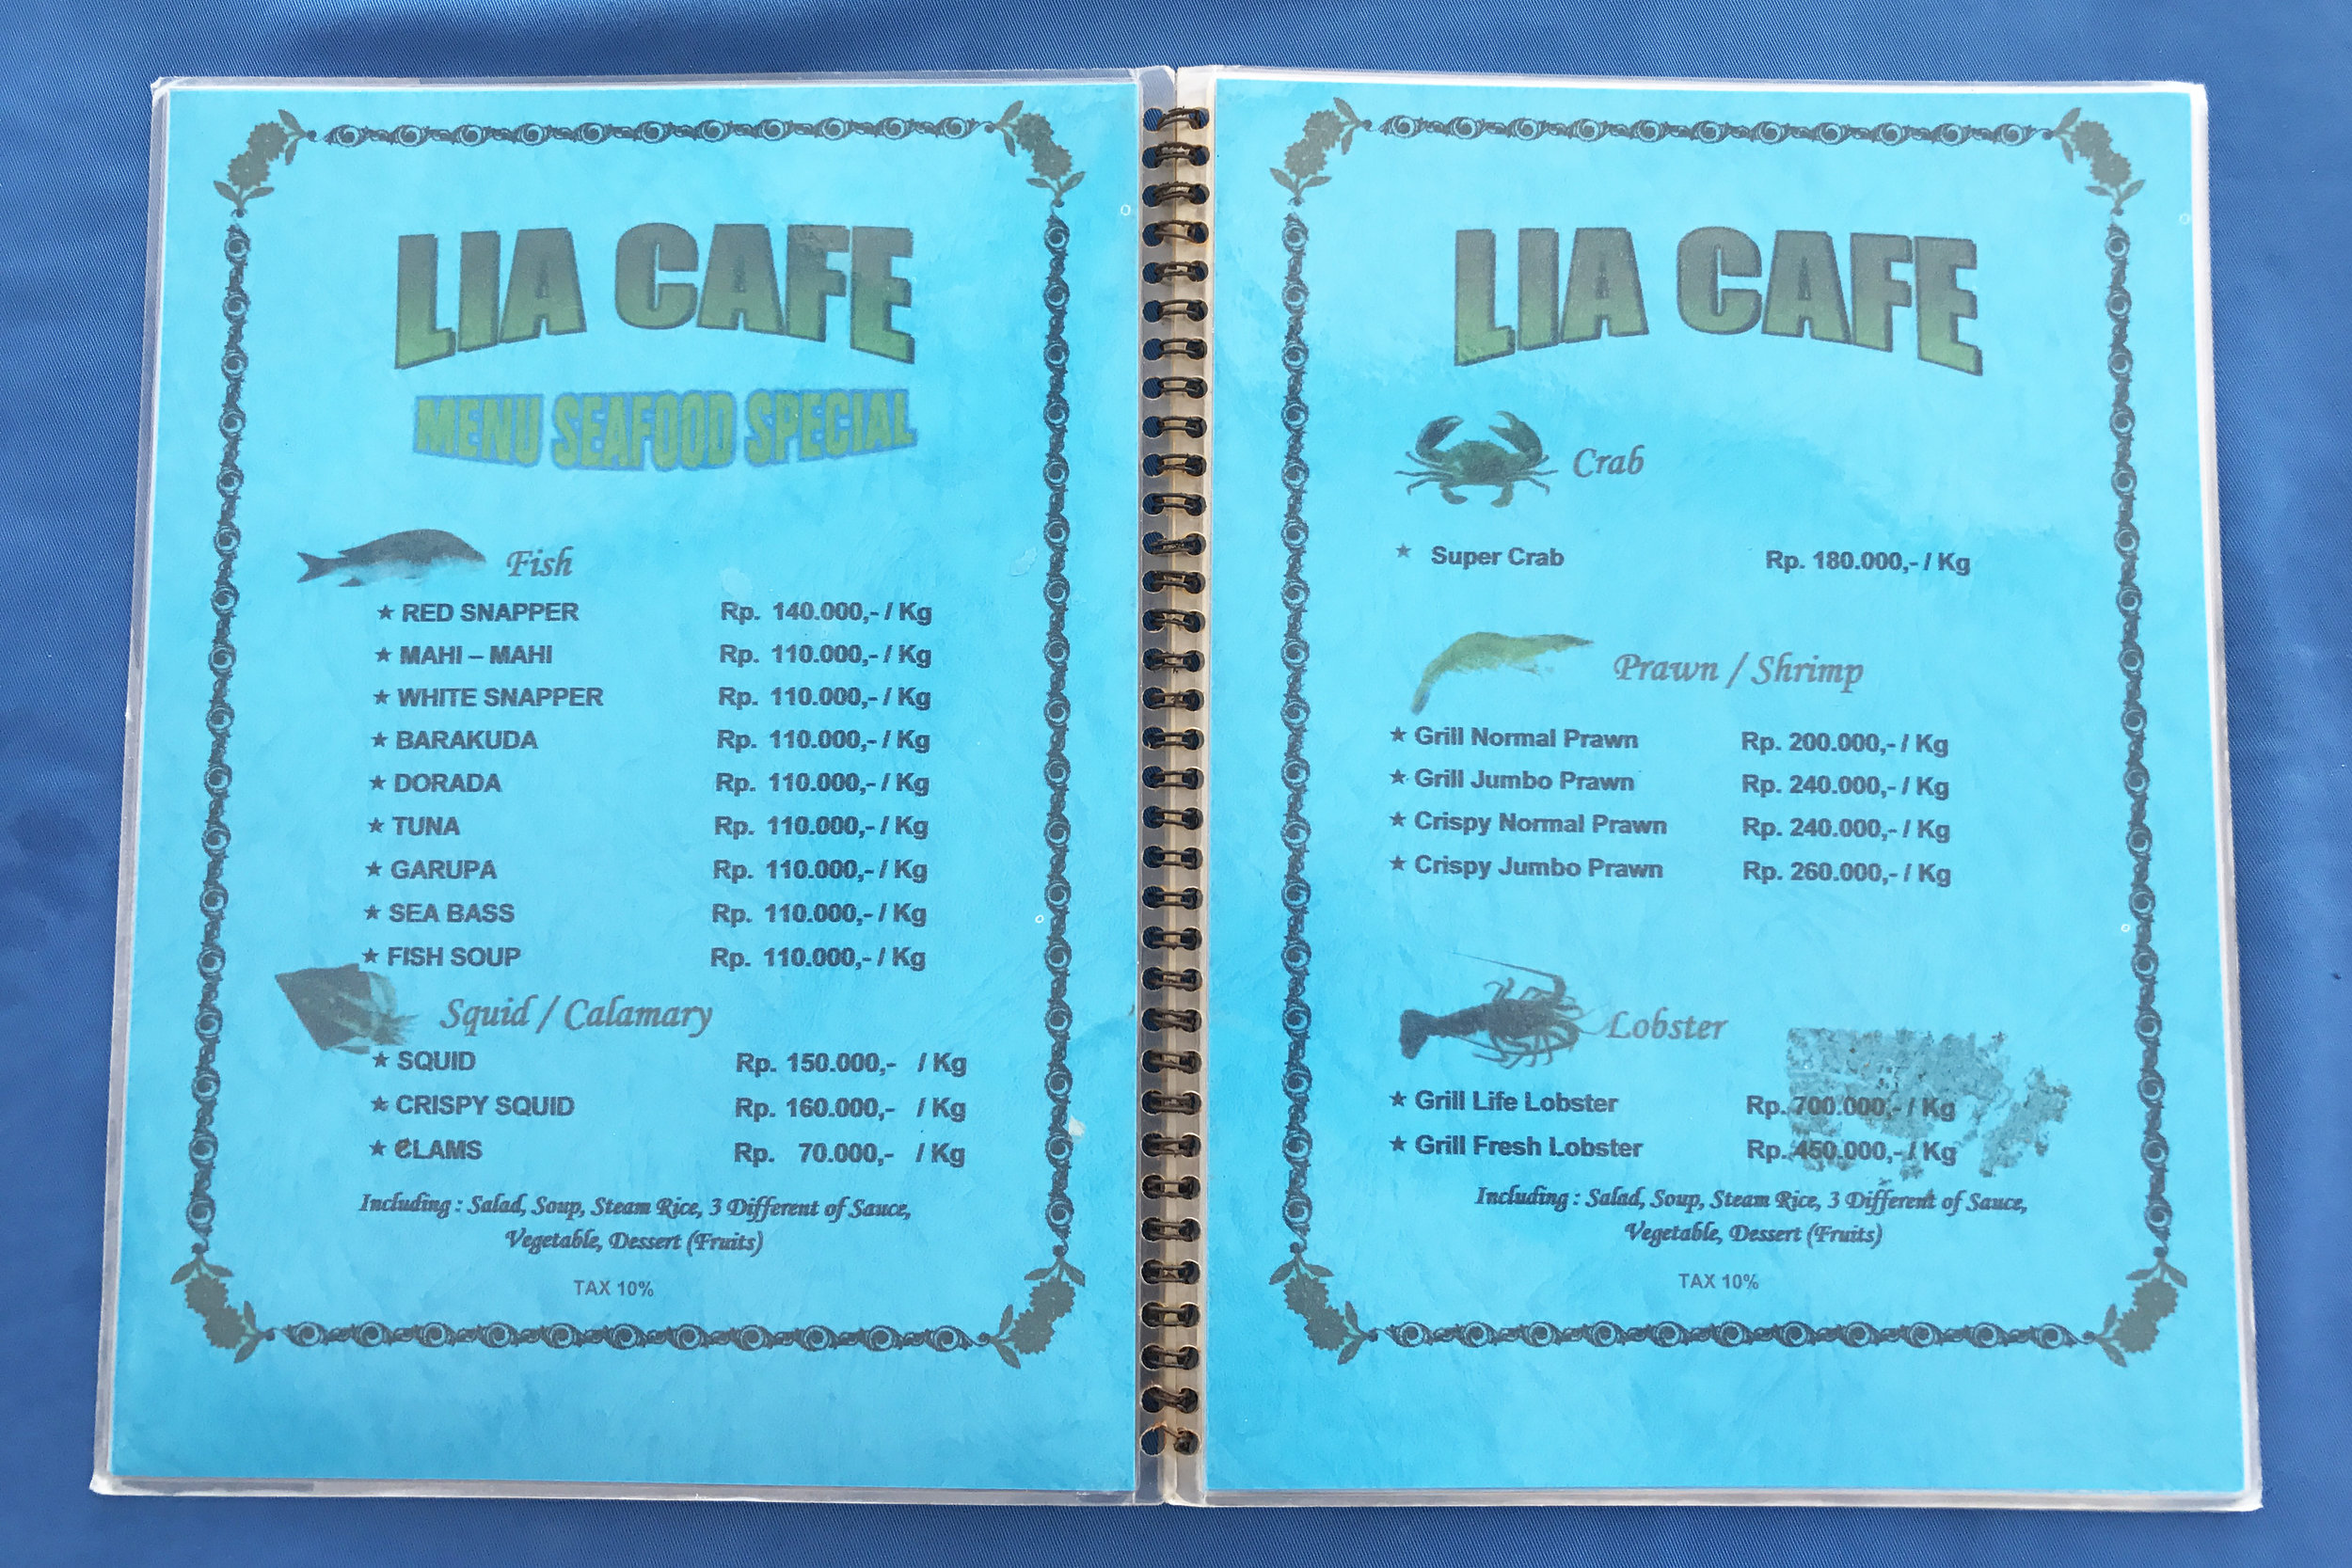 LIA CAFE
MENU SEAFOOD SPECIAL
Fish
★ RED SNAPPER Rp. 140.000,- / Kg
★ MAHI – MAHI Rp. 110.000,- / Kg
★ WHITE SNAPPER Rp. 110.000,- / Kg
★ BARAKUDA Rp. 110.000,- / Kg
★ DORADA Rp. 110.000,- / Kg
★ TUNA Rp. 110.000,- / Kg
★ GARUPA Rp. 110.000,- / Kg
★ SEA BASS Rp. 110.000,- / Kg
★ FISH SOUP Rp. 110.000,- / Kg
Squid / Calamary
★ SQUID Rp. 150.000,- / Kg
★ CRISPY SQUID Rp. 160.000,- / Kg
★ CLAMS Rp. 70.000,- / Kg
Including : Salad, Soup, Steam Rice, 3 Different of Sauce,
Vegetable, Dessert (Fruits)
TAX 10%
LIA CAFE
Crab
★ Super Crab Rp. 180.000,- / Kg
Prawn / Shrimp
★ Grill Normal Prawn Rp. 200.000,- / Kg
★ Grill Jumbo Prawn Rp. 240.000,- / Kg
★ Crispy Normal Prawn Rp. 240.000,- / Kg
★ Crispy Jumbo Prawn Rp. 260.000,- / Kg
Lobster
★ Grill Life Lobster Rp. 700.000,- / Kg
★ Grill Fresh Lobster Rp. 450.000,- / Kg
Including : Salad, Soup, Steam Rice, 3 Different of Sauce,
Vegetable, Dessert (Fruits)
TAX 10%